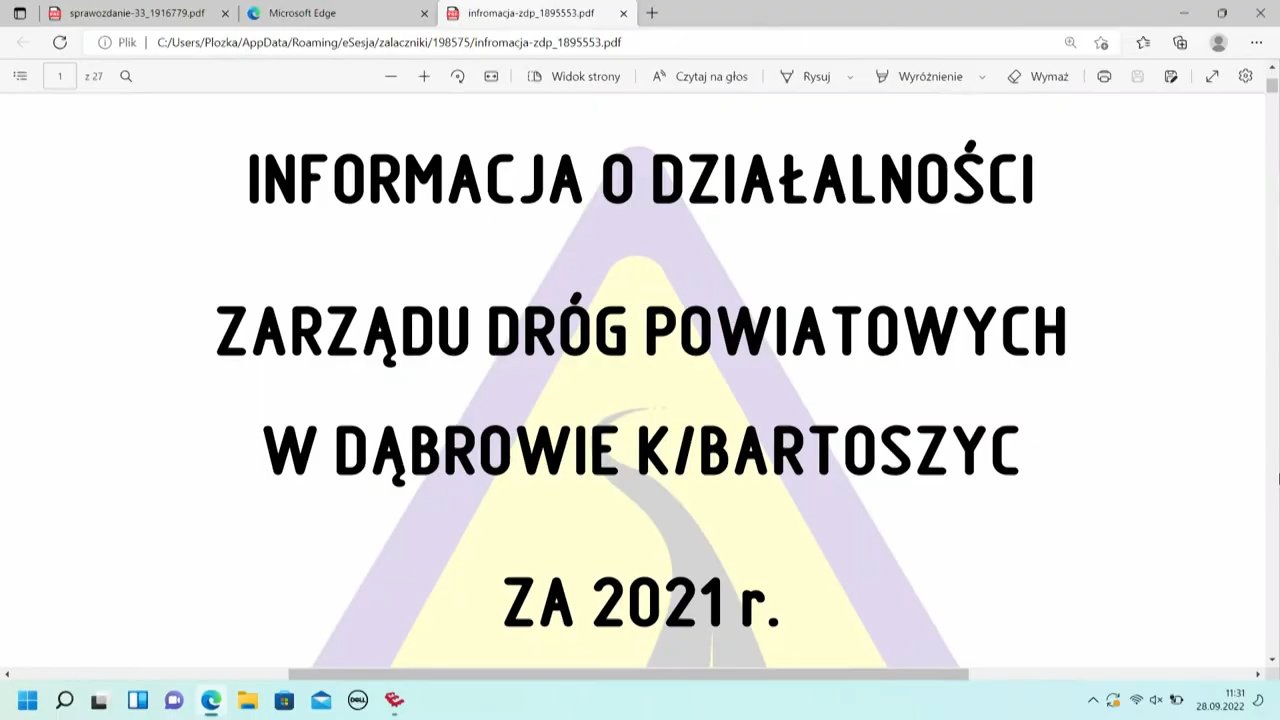 sprawozdanie-33_1916779.pdf
Microsoft Edge
infromacja-zdp_1895553.pdf
Plik
C:/Users/Plozka/AppData/Roaming/eSesja/zalaczniki/198575/infromacja-zdp_1895553.pdf
1 z 27
Widok strony
Czytaj na głos
Rysuj
Wyróżnienie
Wymaż
INFORMACJA O DZIAŁALNOŚCI
ZARZĄDU DRÓG POWIATOWYCH
W DĄBROWIE K/BARTOSZYC
ZA 2021 r.
DELL
11:31
28.09.2022